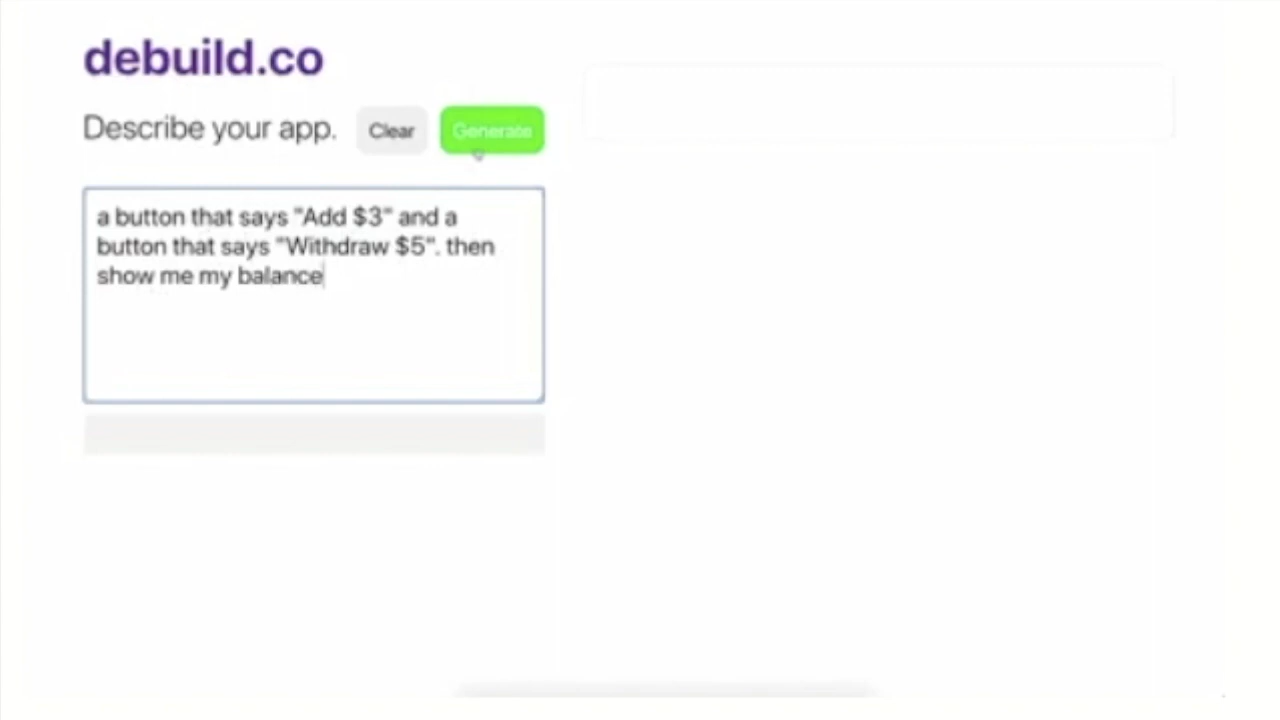 debuild.co
Describe your app.
Clear
Generate
a button that says "Add $3" and a
button that says "Withdraw $5". then
show me my balance